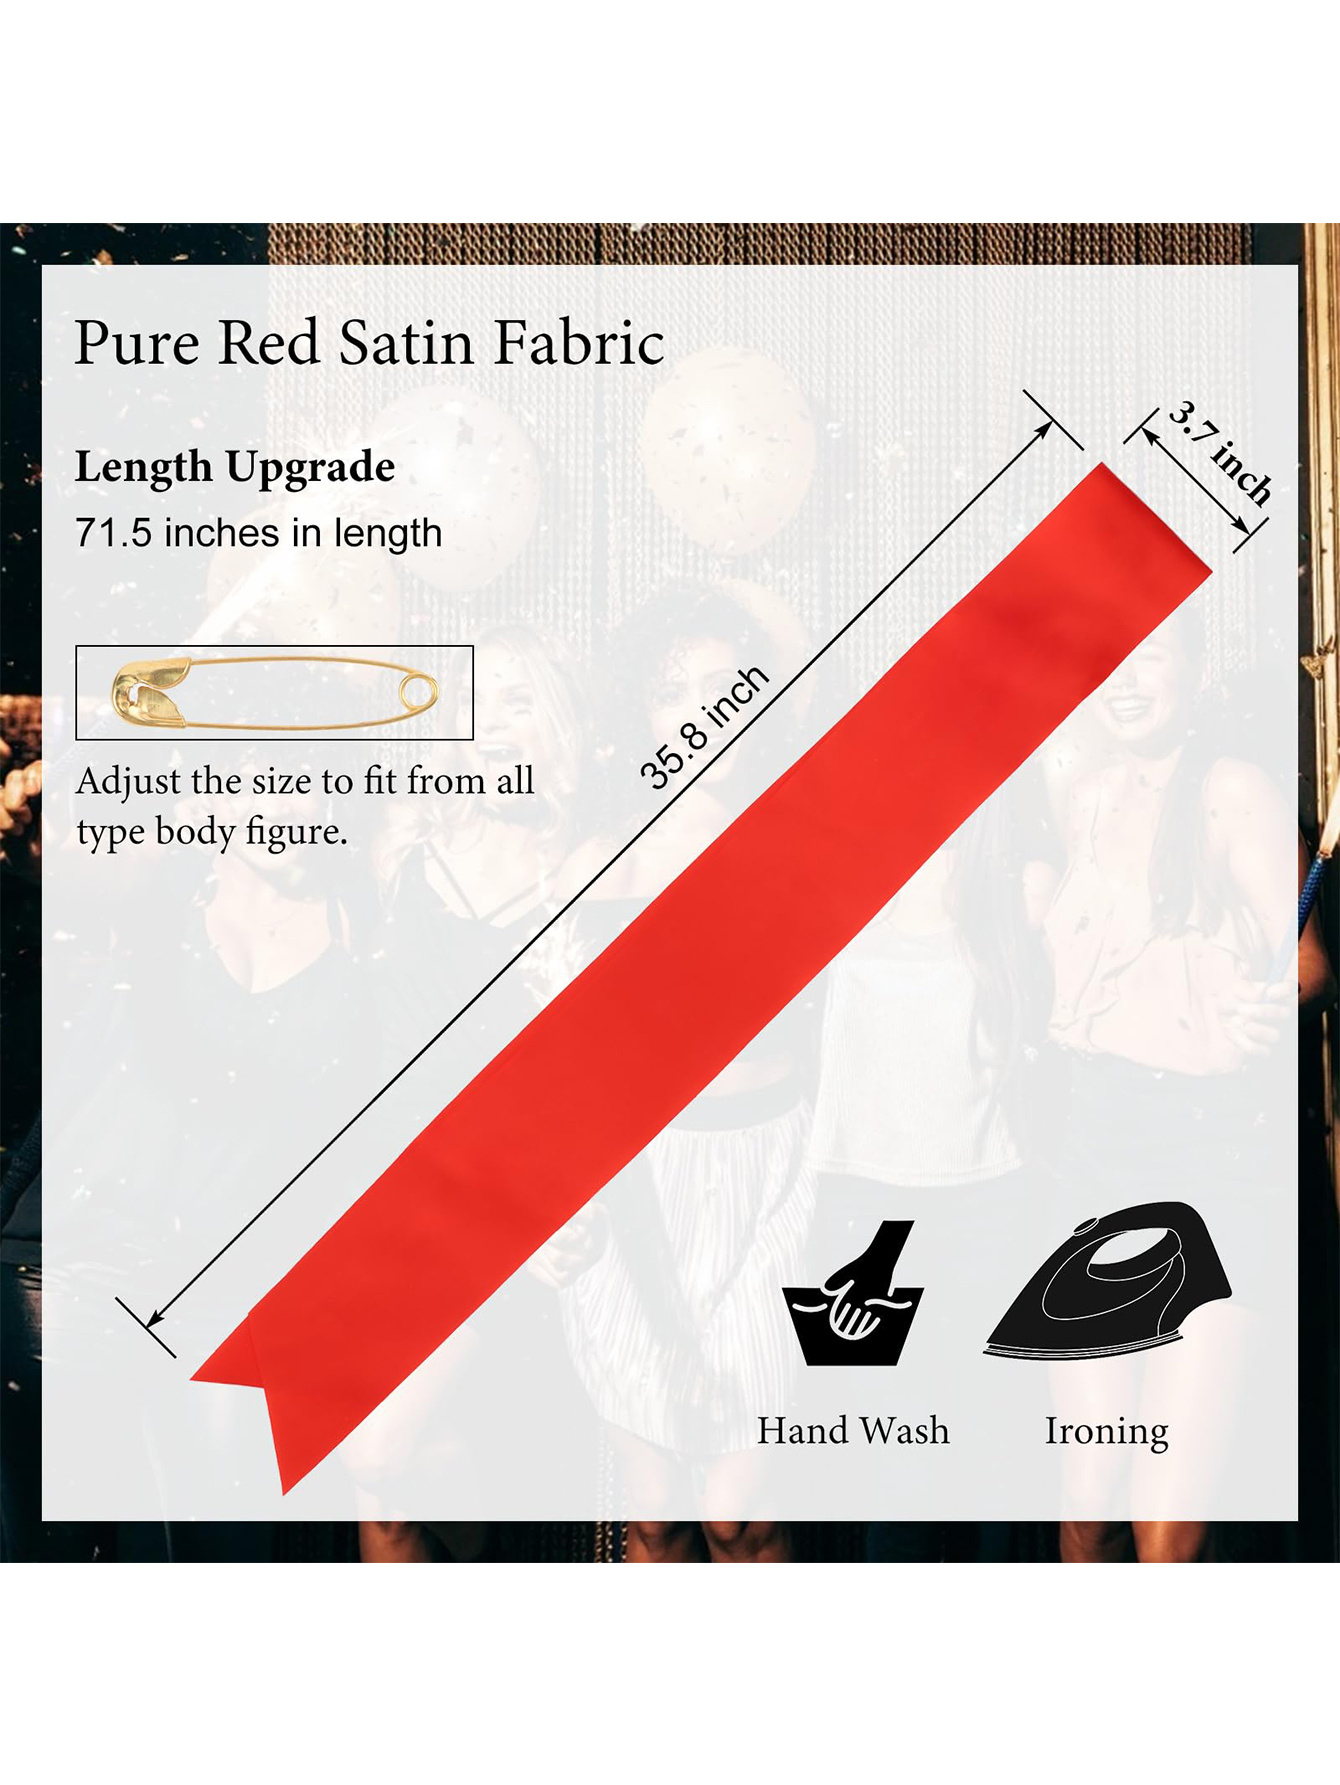 Pure Red Satin Fabric
Length Upgrade
71.5 inches in length
3.7 inch
35.8 inch
Adjust the size to fit from all
type body figure.
Hand Wash
Ironing